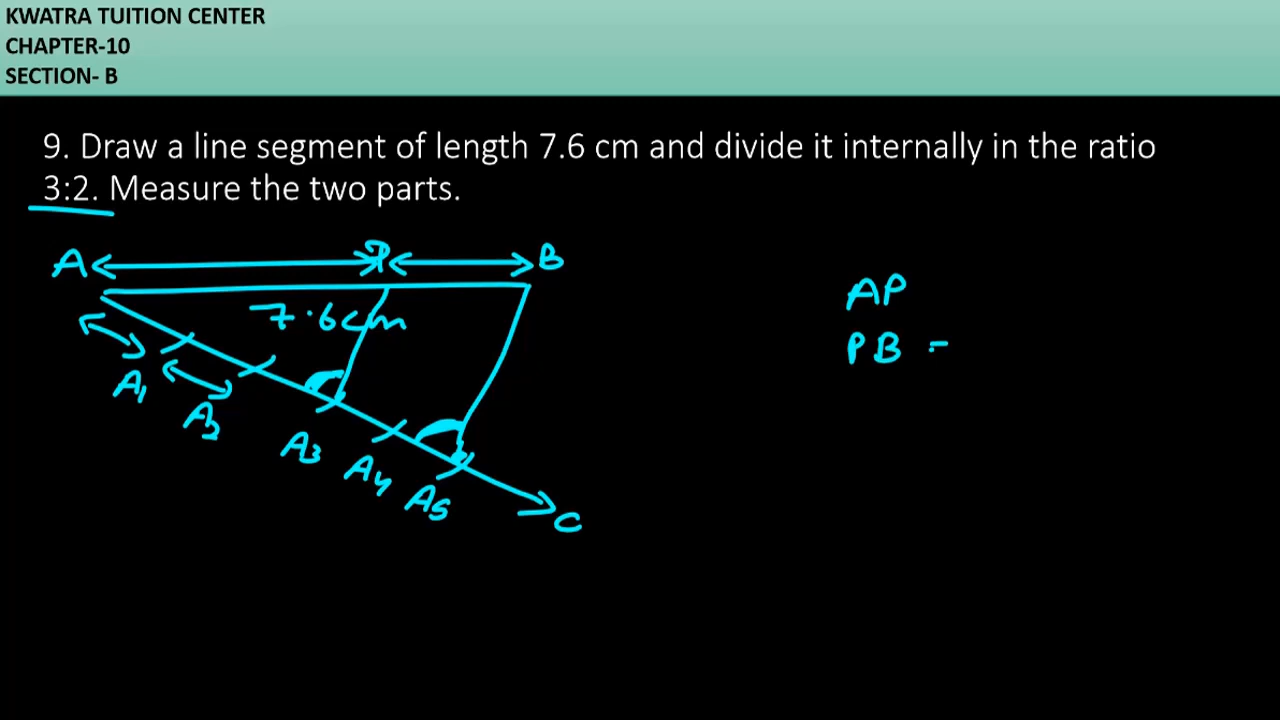 KWATRA TUITION CENTER
CHAPTER-10
SECTION- B
9. Draw a line segment of length 7.6 cm and divide it internally in the ratio
3:2. Measure the two parts.
A P B
7.6cm
AP
PB =
A1
A2
A3
A4
A5
C